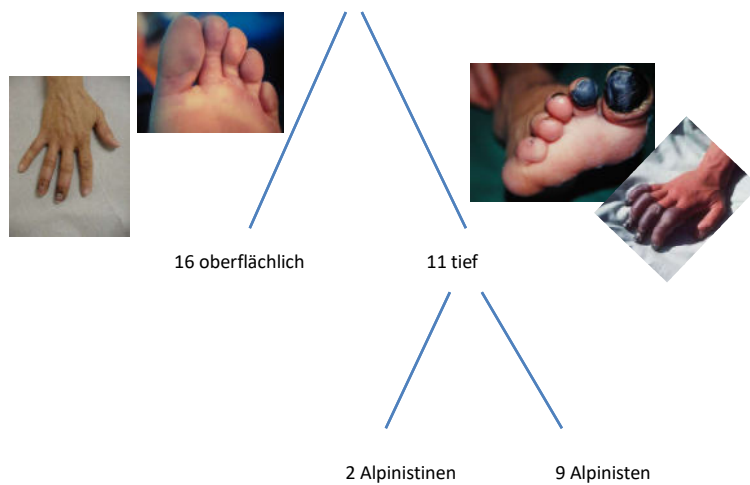 16 oberflächlich
11 tief
2 Alpinistinen
9 Alpinisten